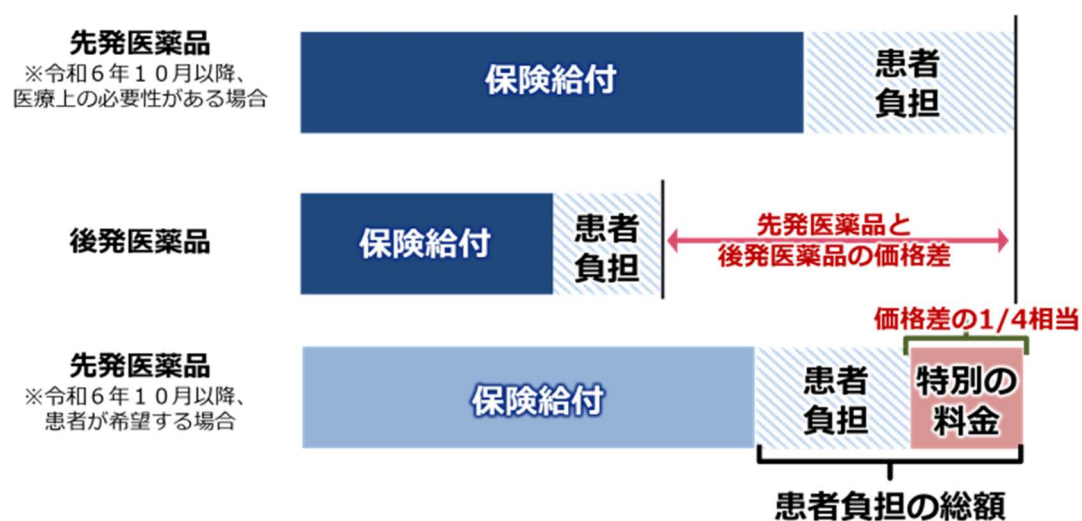 先発医薬品
※令和６年１０月以降、
医療上の必要性がある場合
保険給付
患者
負担
後発医薬品
保険給付
患者
負担
先発医薬品と
後発医薬品の価格差
価格差の1/4相当
先発医薬品
※令和６年１０月以降、
患者が希望する場合
保険給付
患者
負担
特別の
料金
患者負担の総額